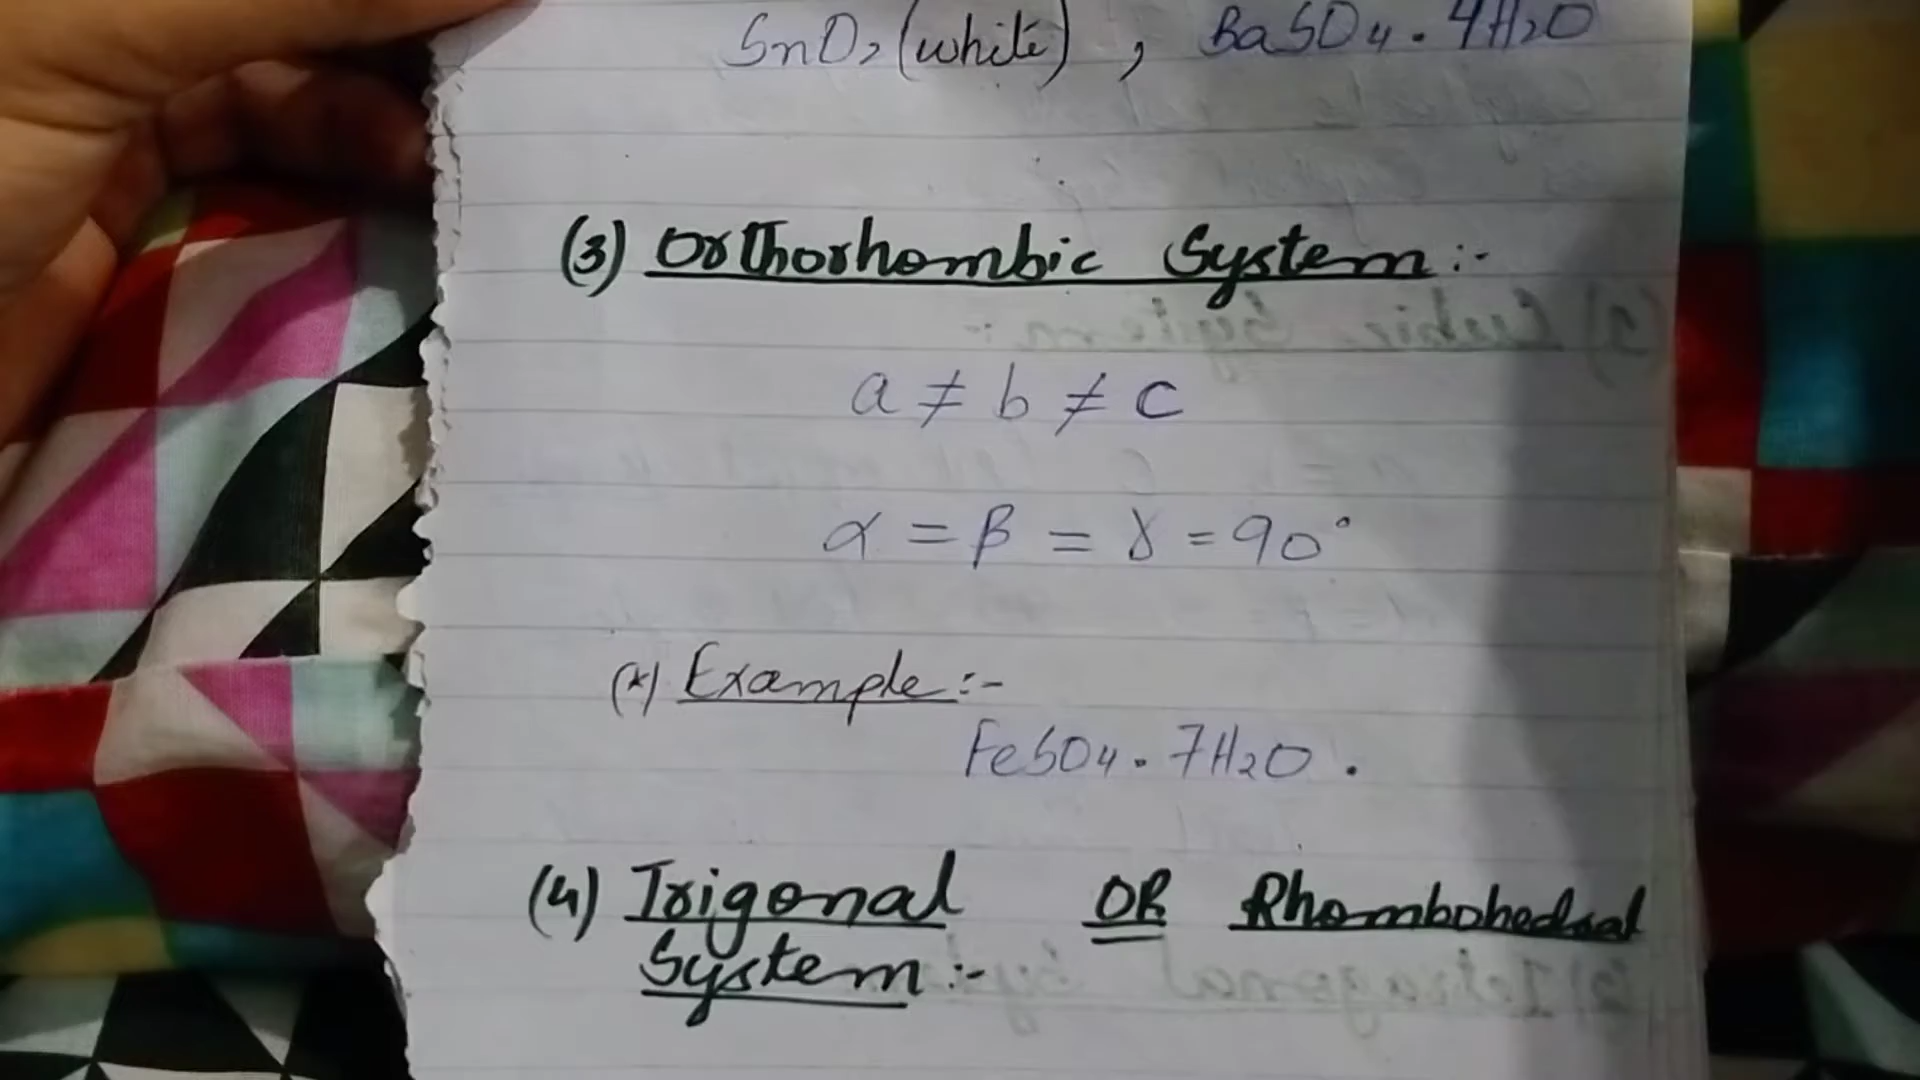 SnO2 (white) , BaSO4 . 4H2O
(3) Orthorhombic System :-
a ≠ b ≠ c
α = β = γ = 90°
(*) Example :-
FeSO4 . 7H2O .
(4) Trigonal OR Rhombohedral
System :-